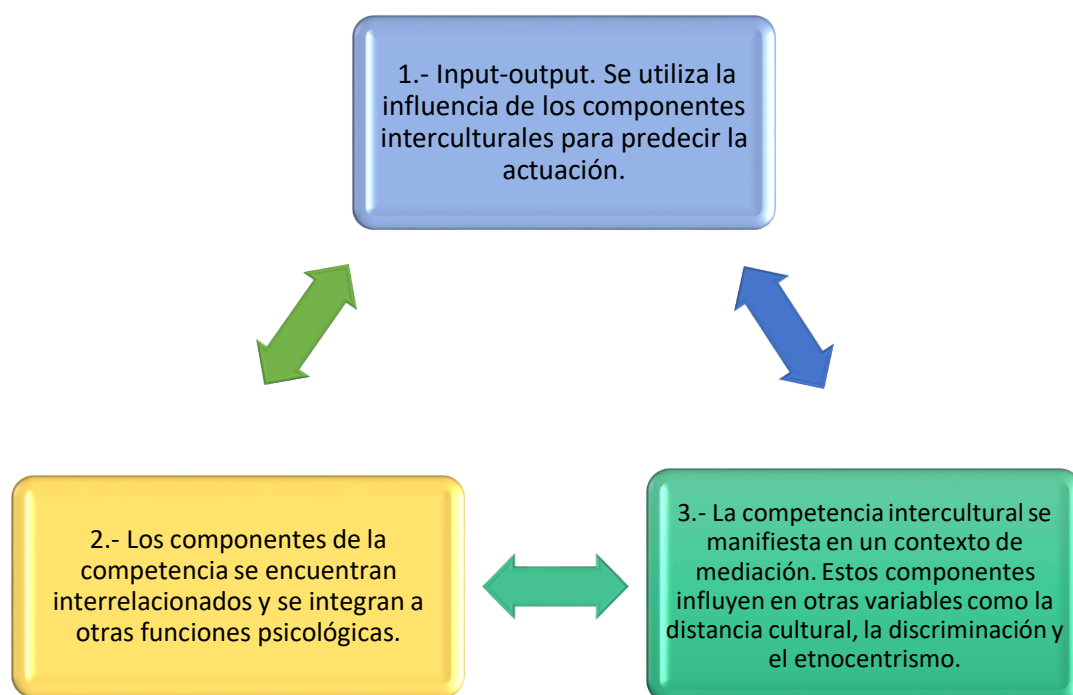 1.- Input-output. Se utiliza la
influencia de los componentes
interculturales para predecir la
actuación.
2.- Los componentes de la
competencia se encuentran
interrelacionados y se integran a
otras funciones psicológicas.
3.- La competencia intercultural se
manifiesta en un contexto de
mediación. Estos componentes
influyen en otras variables como la
distancia cultural, la discriminación y
el etnocentrismo.